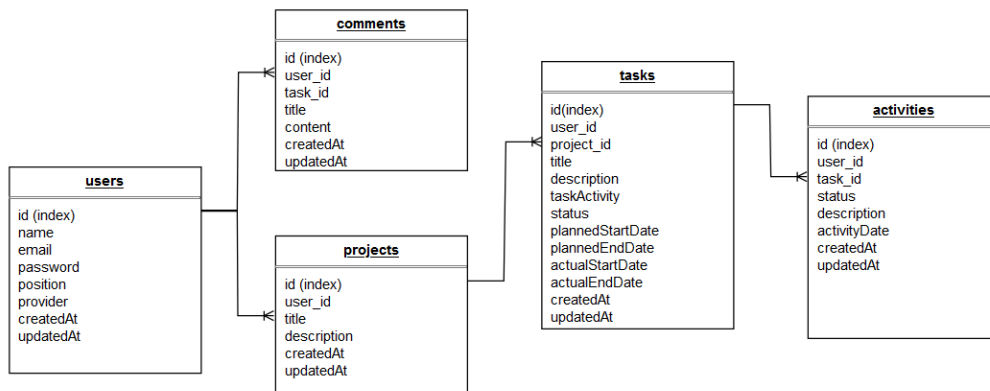 comments
id (index)
user_id
task_id
title
content
createdAt
updatedAt
users
id (index)
name
email
password
position
provider
createdAt
updatedAt
projects
id (index)
user_id
title
description
createdAt
updatedAt
tasks
id(index)
user_id
project_id
title
description
taskActivity
status
plannedStartDate
plannedEndDate
actualStartDate
actualEndDate
createdAt
updatedAt
activities
id (index)
user_id
task_id
status
description
activityDate
createdAt
updatedAt